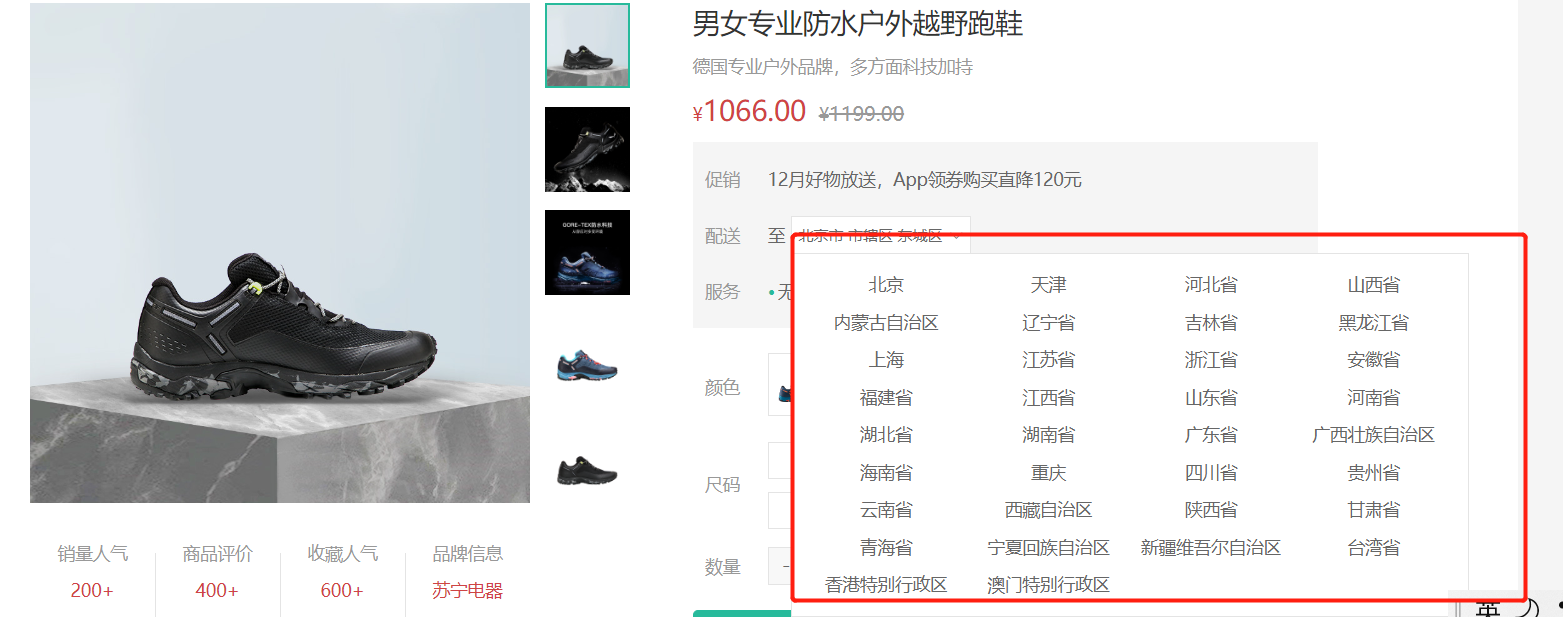 男女专业防水户外越野跑鞋
德国专业户外品牌，多方面科技加持
¥1066.00 ¥1199.00
促销 12月好物放送，App领券购买直降120元
配送 至 北京市 市辖区 东城区
服务 •无
北京 天津 河北省 山西省
内蒙古自治区 辽宁省 吉林省 黑龙江省
上海 江苏省 浙江省 安徽省
颜色
福建省 江西省 山东省 河南省
湖北省 湖南省 广东省 广西壮族自治区
尺码
海南省 重庆 四川省 贵州省
云南省 西藏自治区 陕西省 甘肃省
数量 -
青海省 宁夏回族自治区 新疆维吾尔自治区 台湾省
香港特别行政区 澳门特别行政区
GORE-TEX防水科技
销量人气 商品评价 收藏人气 品牌信息
200+ 400+ 600+ 苏宁电器
英